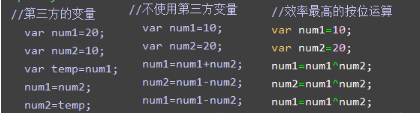 //第三方的变量
var num1=20;
var num2=10;
var temp=num1;
num1=num2;
num2=temp;
//不使用第三方变量
var num1=10;
var num2=20;
num1=num1+num2;
num2=num1-num2;
num1=num1-num2;
//效率最高的按位运算
var num1=10;
var num2=20;
num1=num1^num2;
num2=num1^num2;
num1=num1^num2;